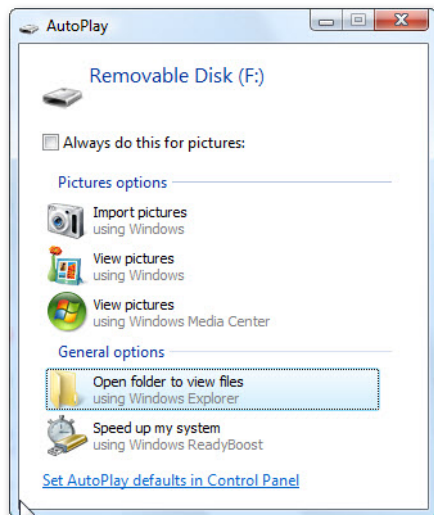 AutoPlay
Removable Disk (F:)
Always do this for pictures:
Pictures options
Import pictures
using Windows
View pictures
using Windows
View pictures
using Windows Media Center
General options
Open folder to view files
using Windows Explorer
Speed up my system
using Windows ReadyBoost
Set AutoPlay defaults in Control Panel